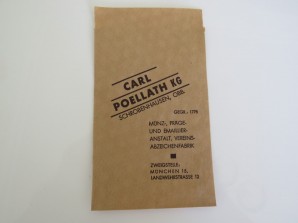 CARL
POELLATH KG
SCHROBENHAUSEN, OBB.
GEGR. 1778
MÜNZ-, PRÄGE-
UND EMAILLIER-
ANSTALT, VEREINS-
ABZEICHENFABRIK
ZWEIGSTELLE:
MÜNCHEN 15,
LANDWEHRSTRASSE 13